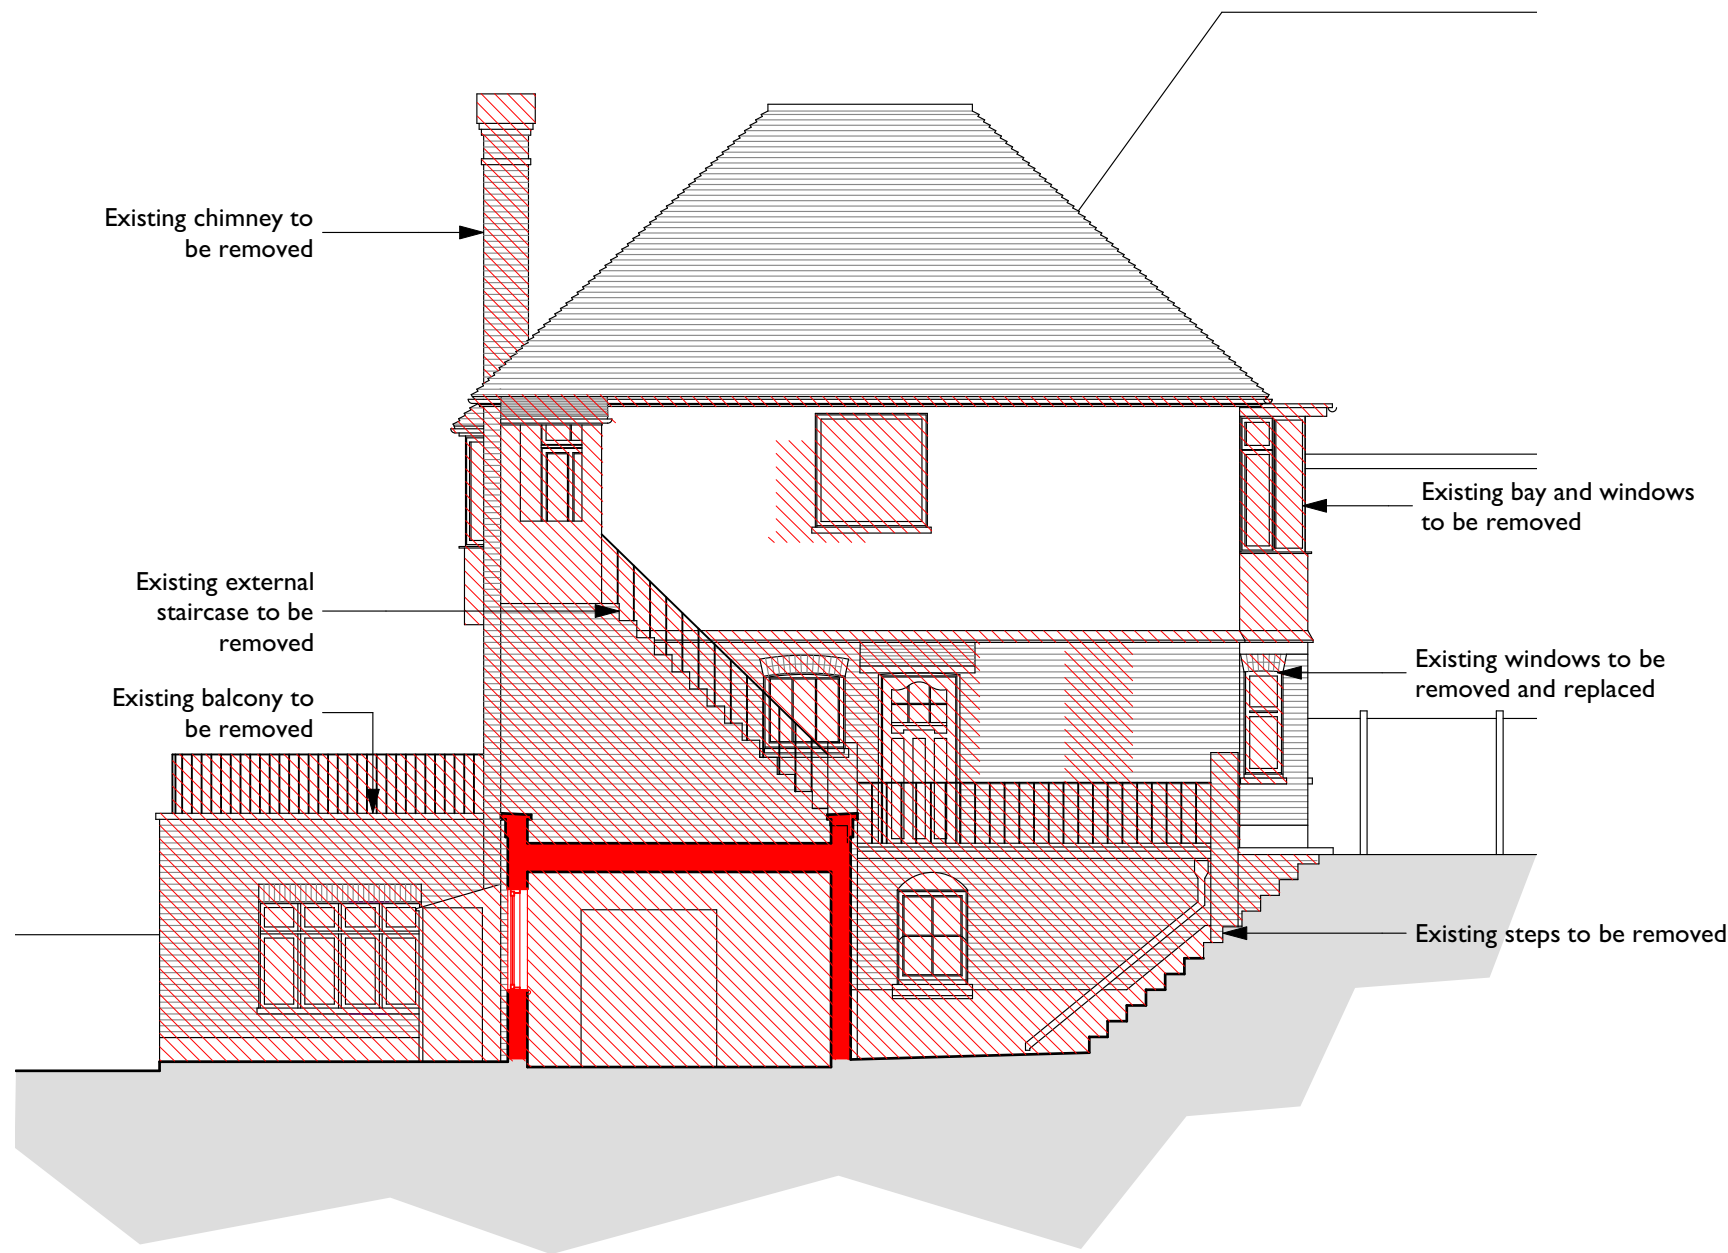 Existing chimney to
be removed
Existing bay and windows
to be removed
Existing external
staircase to be
removed
Existing windows to be
removed and replaced
Existing balcony to
be removed
Existing steps to be removed